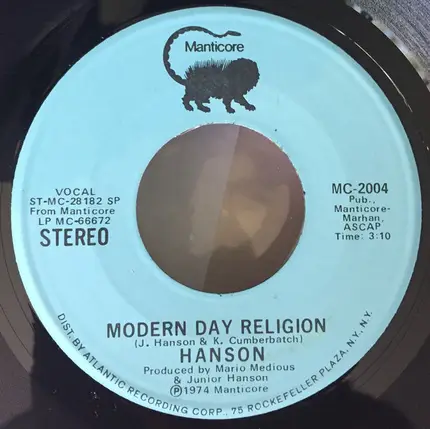 Manticore
VOCAL
ST-MC-28182 SP
From Manticore
LP MC-66672
STEREO
MC-2004
Pub.,
Manticore-
Marhan,
ASCAP
Time: 3:10
MODERN DAY RELIGION
(J. Hanson & K. Cumberbatch)
HANSON
Produced by Mario Medious
& Junior Hanson
Ⓟ1974 Manticore
DIST. BY ATLANTIC RECORDING CORP., 75 ROCKEFELLER PLAZA, N.Y., N.Y.